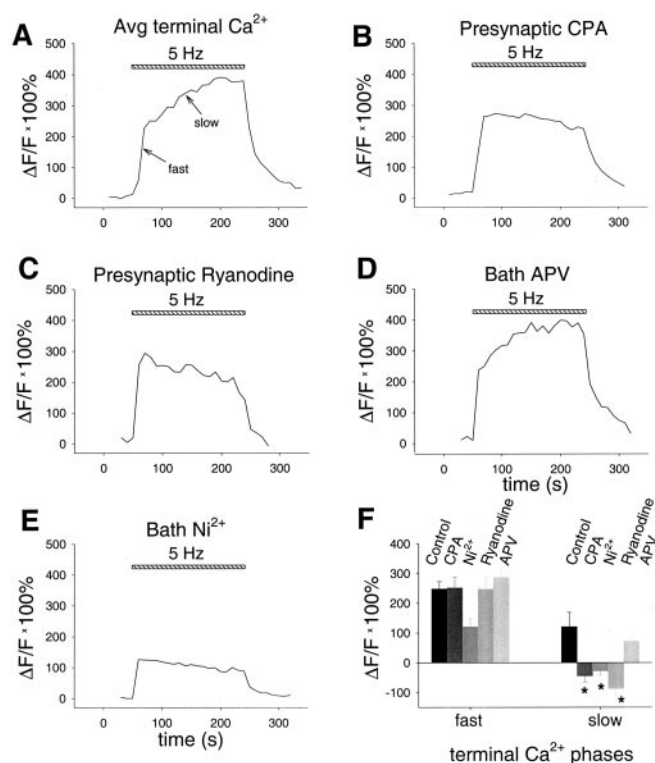 A
Avg terminal Ca²⁺
5 Hz
ΔF/F × 100%
500
400
300
200
100
0
slow
fast
0 100 200 300
B
Presynaptic CPA
5 Hz
500
400
300
200
100
0
0 100 200 300
C
Presynaptic Ryanodine
5 Hz
ΔF/F × 100%
500
400
300
200
100
0
0 100 200 300
D
Bath APV
5 Hz
ΔF/F × 100%
500
400
300
200
100
0
0 100 200 300
time (s)
E
Bath Ni²⁺
5 Hz
ΔF/F × 100%
500
400
300
200
100
0
0 100 200 300
time (s)
F
Control
CPA
Ni²⁺
Ryanodine
APV
Control
CPA
Ni²⁺
Ryanodine
APV
ΔF/F × 100%
400
300
200
100
0
-100
* * *
fast slow
terminal Ca²⁺ phases